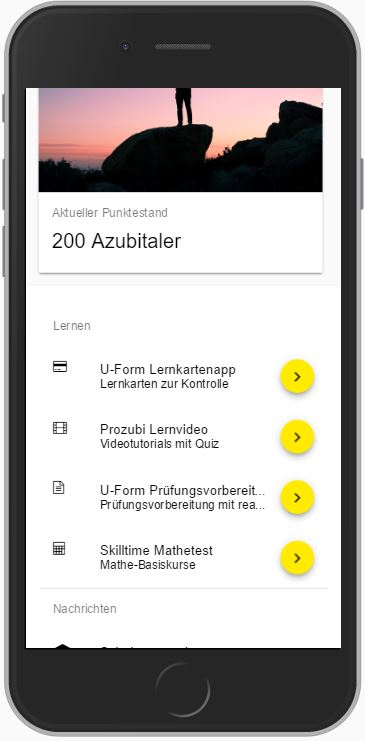 Aktueller Punktestand
200 Azubitaler
Lernen
U-Form Lernkartenapp
Lernkarten zur Kontrolle
Prozubi Lernvideo
Videotutorials mit Quiz
U-Form Prüfungsvorbereit...
Prüfungsvorbereitung mit rea...
Skilltime Mathetest
Mathe-Basiskurse
Nachrichten